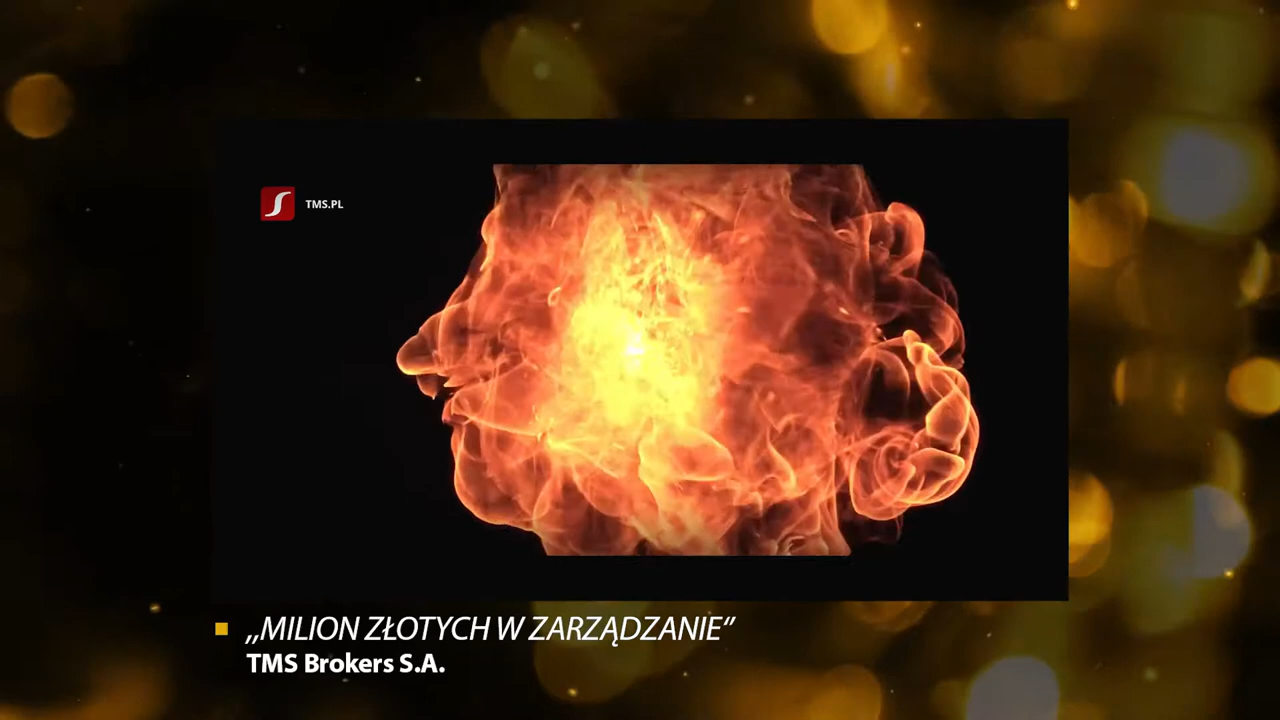 TMS.PL
„MILION ZŁOTYCH W ZARZĄDZANIE”
TMS Brokers S.A.